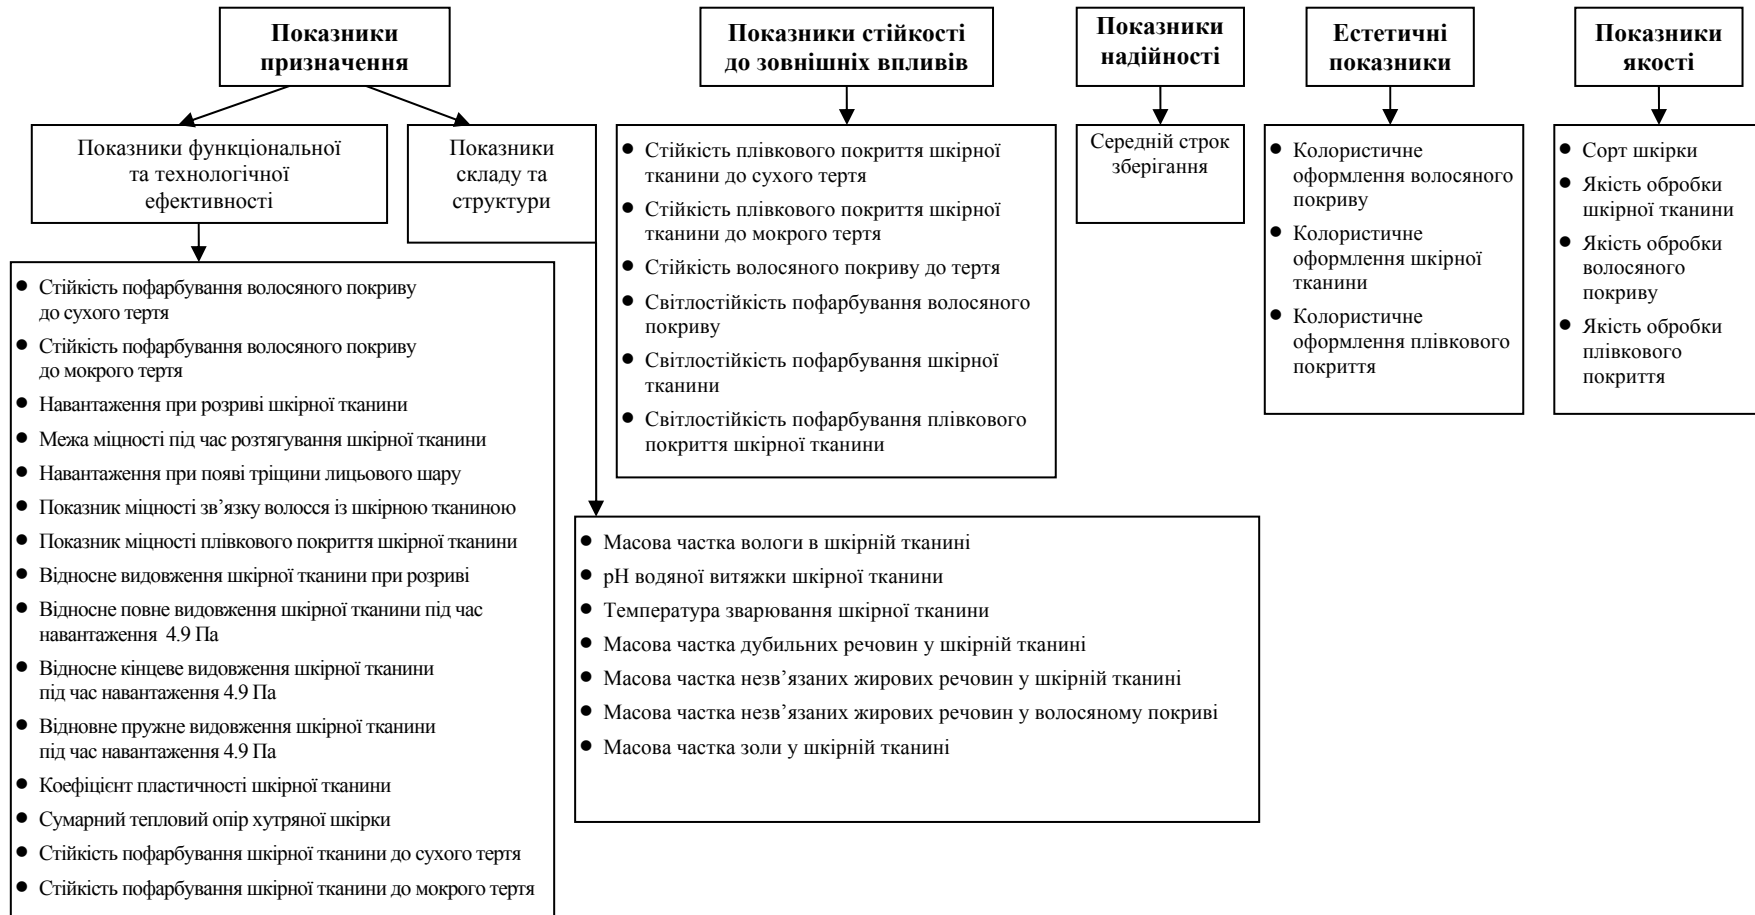 Показники
призначення
Показники стійкості
до зовнішніх впливів
Показники
надійності
Естетичні
показники
Показники
якості
Показники функціональної
та технологічної
ефективності
Показники
складу та
структури
● Стійкість пофарбування волосяного покриву
до сухого тертя
● Стійкість пофарбування волосяного покриву
до мокрого тертя
● Навантаження при розриві шкірної тканини
● Межа міцності під час розтягування шкірної тканини
● Навантаження при появі тріщини лицьового шару
● Показник міцності зв’язку волосся із шкірною тканиною
● Показник міцності плівкового покриття шкірної тканини
● Відносне видовження шкірної тканини при розриві
● Відносне повне видовження шкірної тканини під час
навантаження 4.9 Па
● Відносне кінцеве видовження шкірної тканини
під час навантаження 4.9 Па
● Відновне пружне видовження шкірної тканини
під час навантаження 4.9 Па
● Коефіцієнт пластичності шкірної тканини
● Сумарний тепловий опір хутряної шкірки
● Стійкість пофарбування шкірної тканини до сухого тертя
● Стійкість пофарбування шкірної тканини до мокрого тертя
● Стійкість плівкового покриття шкірної
тканини до сухого тертя
● Стійкість плівкового покриття шкірної
тканини до мокрого тертя
● Стійкість волосяного покриву до тертя
● Світлостійкість пофарбування волосяного
покриву
● Світлостійкість пофарбування шкірної
тканини
● Світлостійкість пофарбування плівкового
покриття шкірної тканини
● Масова частка вологи в шкірній тканині
● pH водяної витяжки шкірної тканини
● Температура зварювання шкірної тканини
● Масова частка дубильних речовин у шкірній тканині
● Масова частка незв’язаних жирових речовин у шкірній тканині
● Масова частка незв’язаних жирових речовин у волосяному покриві
● Масова частка золи у шкірній тканині
Середній строк
зберігання
● Колористичне
оформлення волосяного
покриву
● Колористичне
оформлення шкірної
тканини
● Колористичне
оформлення плівкового
покриття
● Сорт шкірки
● Якість обробки
шкірної тканини
● Якість обробки
волосяного
покриву
● Якість обробки
плівкового
покриття